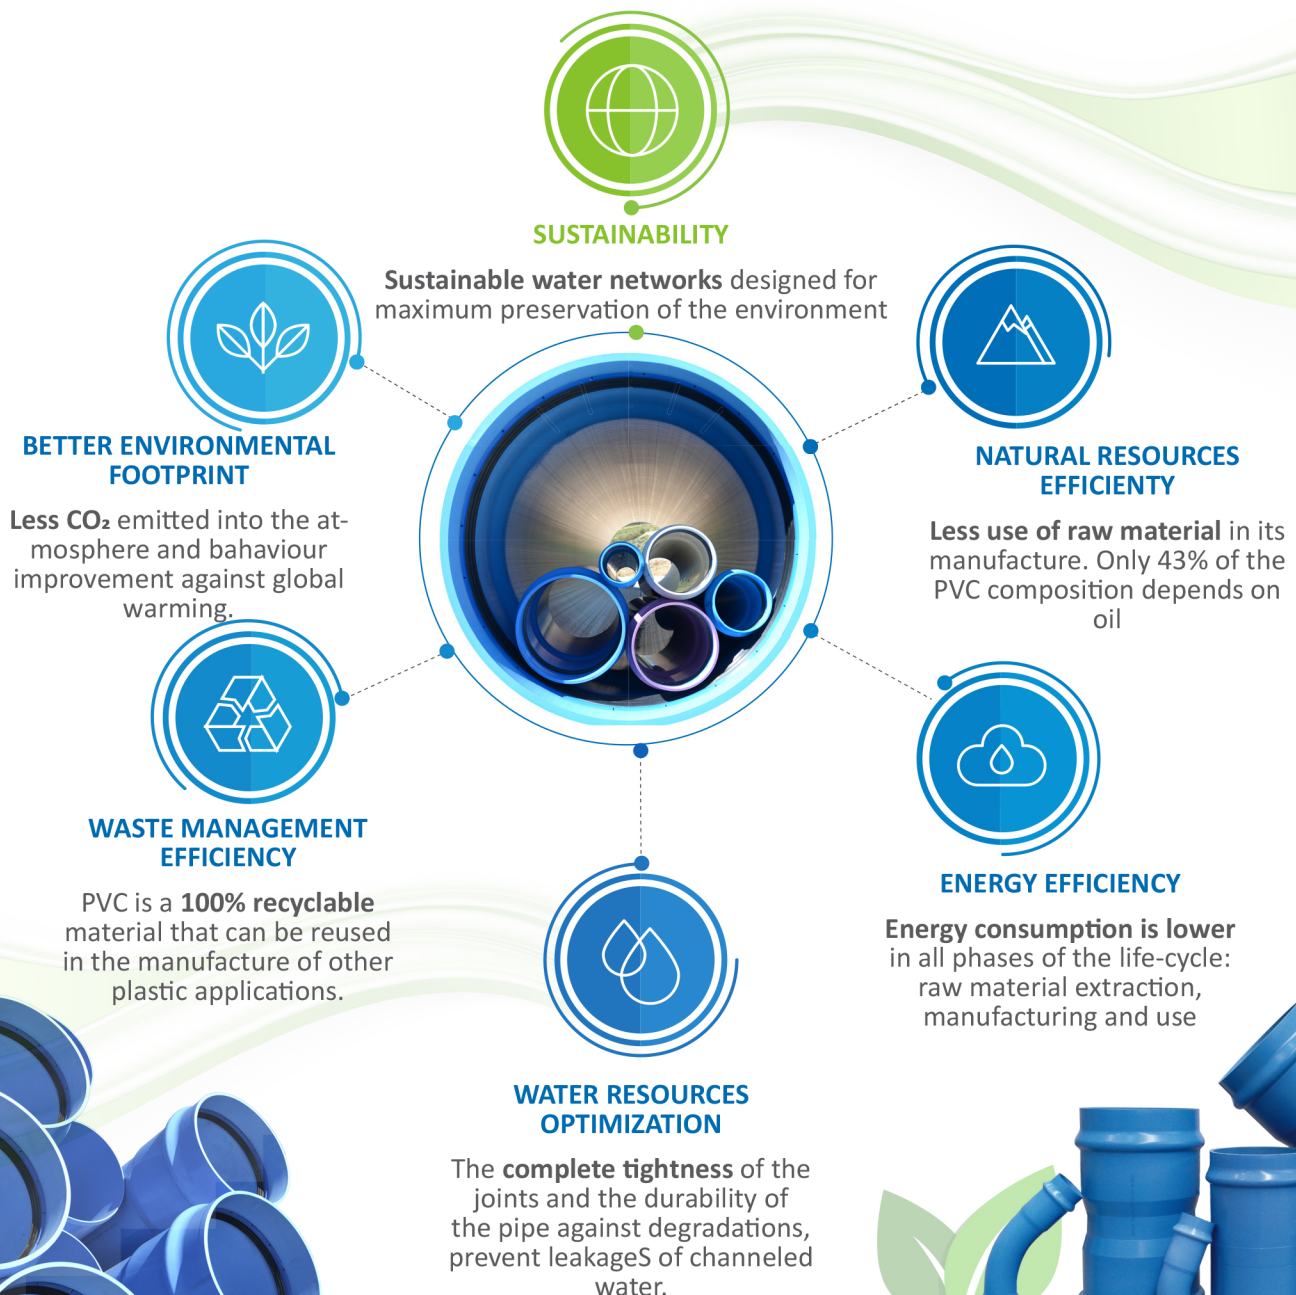 SUSTAINABILITY
Sustainable water networks designed for
maximum preservation of the environment
BETTER ENVIRONMENTAL
FOOTPRINT
Less CO₂ emitted into the at-
mosphere and bahaviour
improvement against global
warming.
NATURAL RESOURCES
EFFICIENTY
Less use of raw material in its
manufacture. Only 43% of the
PVC composition depends on
oil
WASTE MANAGEMENT
EFFICIENCY
PVC is a 100% recyclable
material that can be reused
in the manufacture of other
plastic applications.
ENERGY EFFICIENCY
Energy consumption is lower
in all phases of the life-cycle:
raw material extraction,
manufacturing and use
WATER RESOURCES
OPTIMIZATION
The complete tightness of the
joints and the durability of
the pipe against degradations,
prevent leakageS of channeled
water.